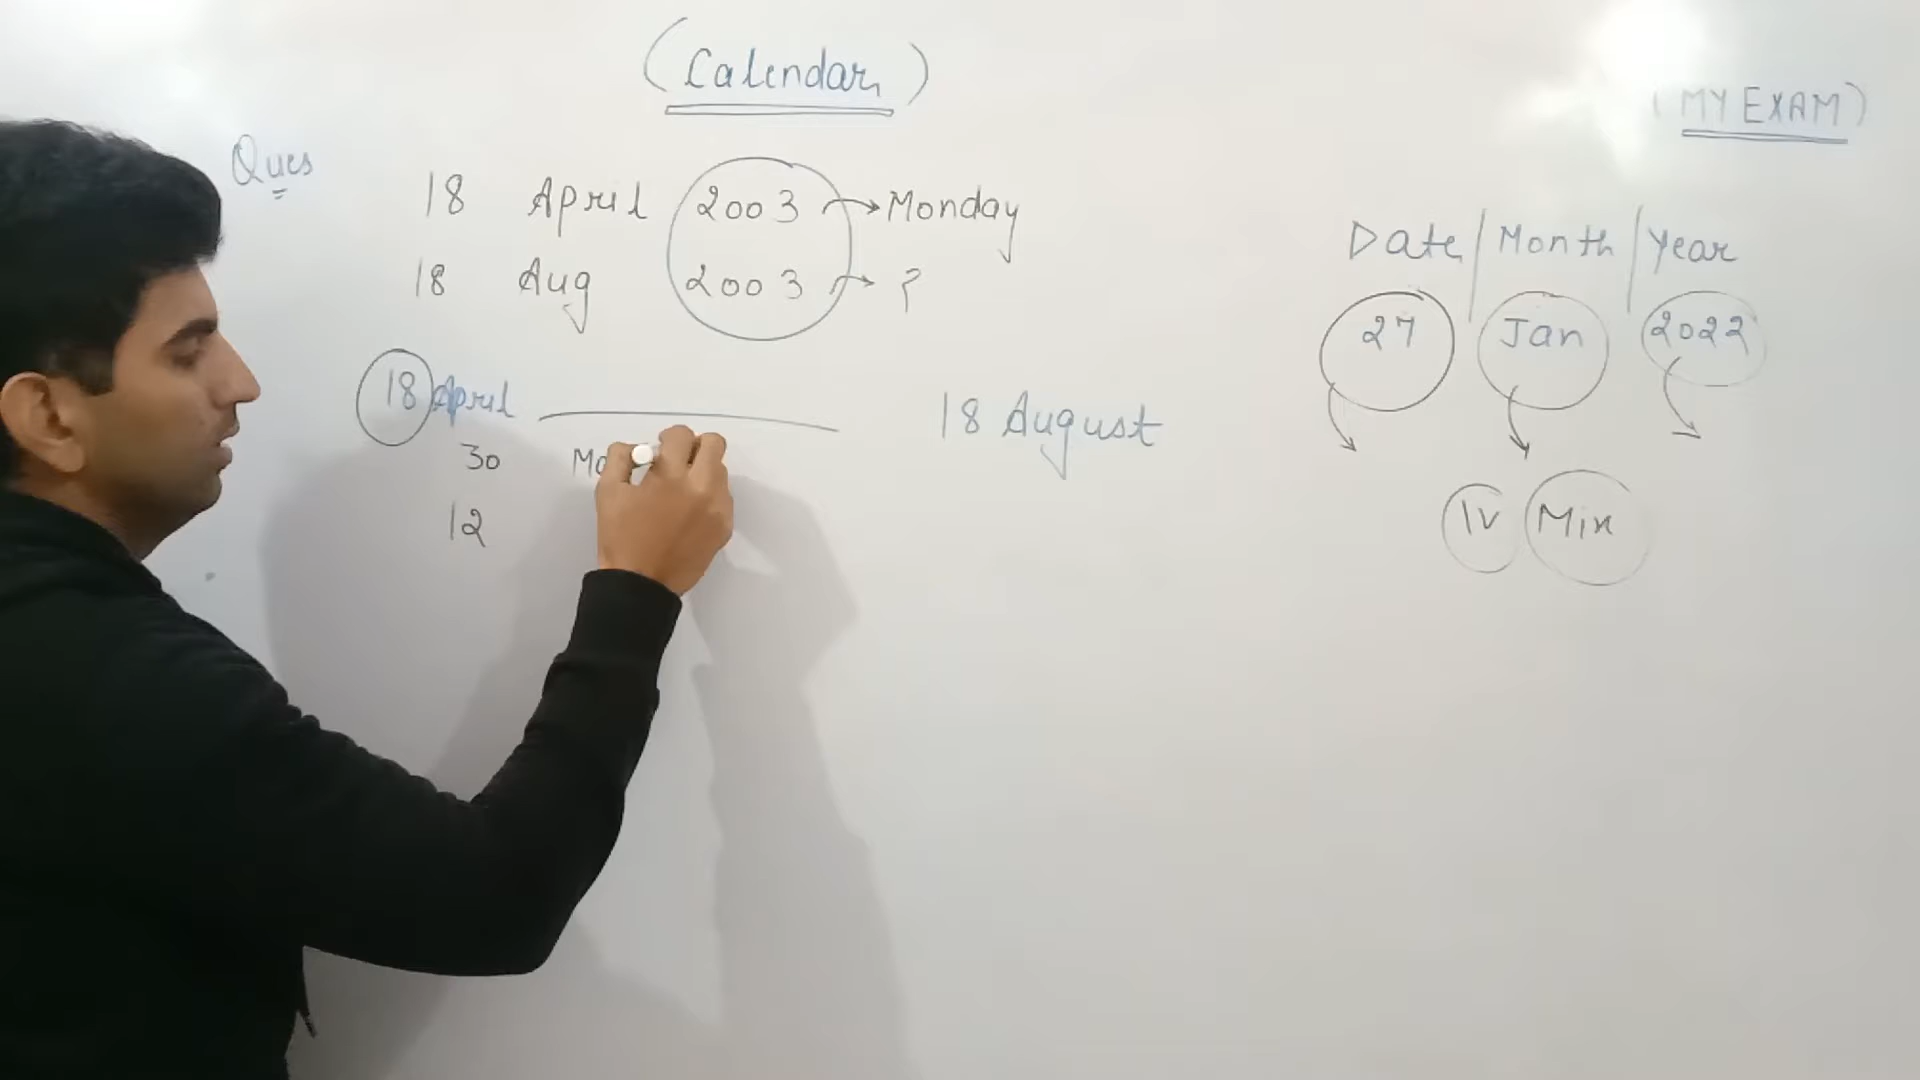 (Calendar)
(MY EXAM)
Ques
18 April 2003 → Monday
18 Aug 2003 → ?
Date / Month / Year
27 Jan 2022
18 April 18 August
30
12
IV Mix